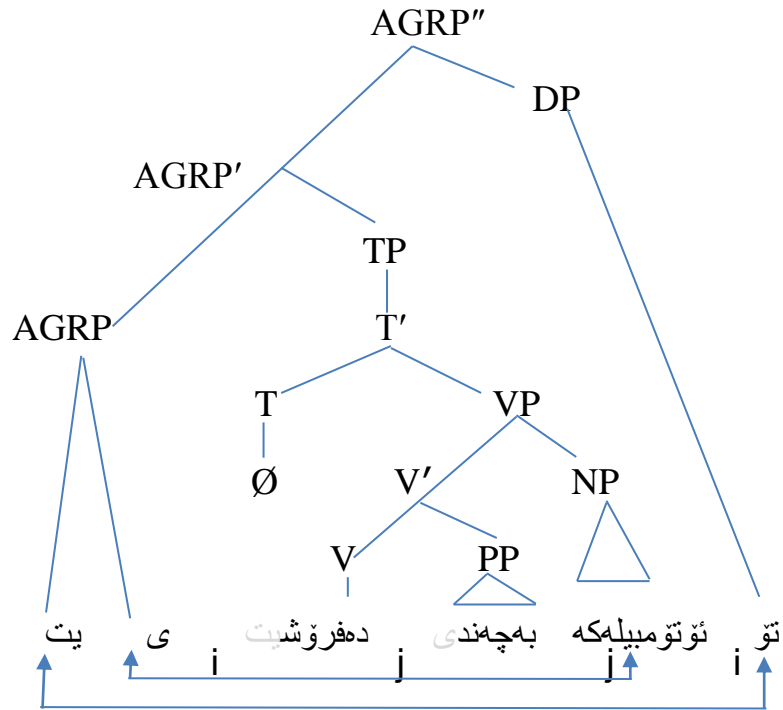 AGRP″
DP
AGRP′
TP
AGRP
T′
T VP
Ø V′ NP
V PP
تۆ ئۆتۆمبیلەکە بەچەندی دەفرۆشیت ی یت
i j j i